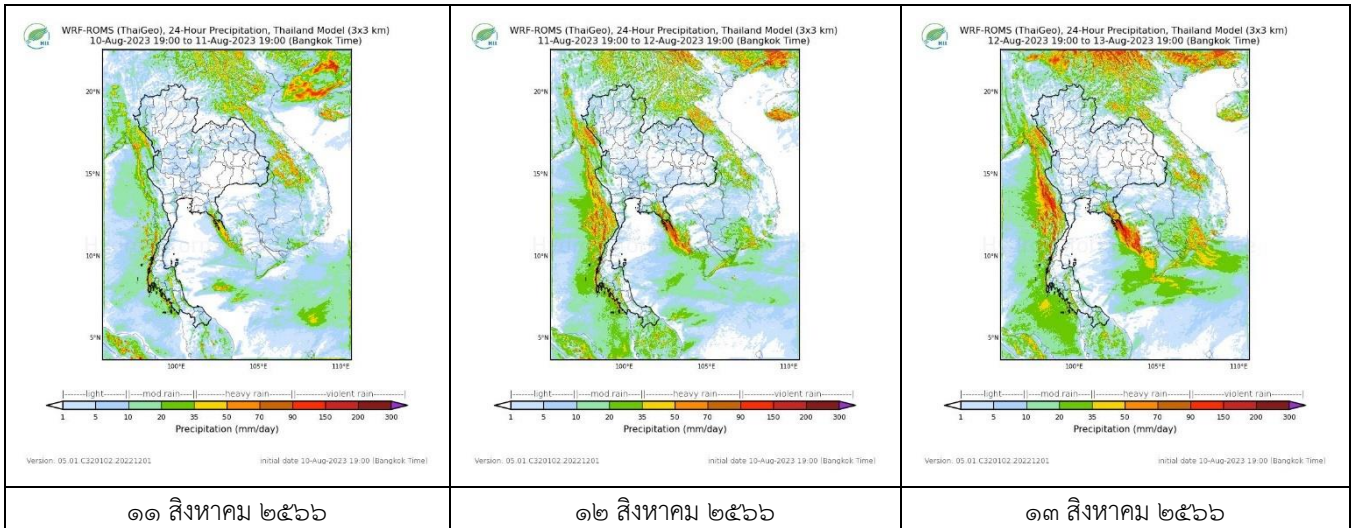 HII
WRF-ROMS (ThaiGeo), 24-Hour Precipitation, Thailand Model (3x3 km)
10-Aug-2023 19:00 to 11-Aug-2023 19:00 (Bangkok Time)
20°N
15°N
10°N
5°N
100°E 105°E 110°E
|-------light-------||---mod rain---||-------heavy rain-------||-------violent rain-------|
1 5 10 20 35 50 70 90 150 200 300
Precipitation (mm/day)
Version: 05.01.C320102.20221201 initial date 10-Aug-2023 19:00 (Bangkok Time)
๑๑ สิงหาคม ๒๕๖๖
HII
WRF-ROMS (ThaiGeo), 24-Hour Precipitation, Thailand Model (3x3 km)
11-Aug-2023 19:00 to 12-Aug-2023 19:00 (Bangkok Time)
20°N
15°N
10°N
5°N
100°E 105°E 110°E
|-------light-------||---mod rain---||-------heavy rain-------||-------violent rain-------|
1 5 10 20 35 50 70 90 150 200 300
Precipitation (mm/day)
Version: 05.01.C320102.20221201 initial date 10-Aug-2023 19:00 (Bangkok Time)
๑๒ สิงหาคม ๒๕๖๖
HII
WRF-ROMS (ThaiGeo), 24-Hour Precipitation, Thailand Model (3x3 km)
12-Aug-2023 19:00 to 13-Aug-2023 19:00 (Bangkok Time)
20°N
15°N
10°N
5°N
100°E 105°E 110°E
|-------light-------||---mod rain---||-------heavy rain-------||-------violent rain-------|
1 5 10 20 35 50 70 90 150 200 300
Precipitation (mm/day)
Version: 05.01.C320102.20221201 initial date 10-Aug-2023 19:00 (Bangkok Time)
๑๓ สิงหาคม ๒๕๖๖